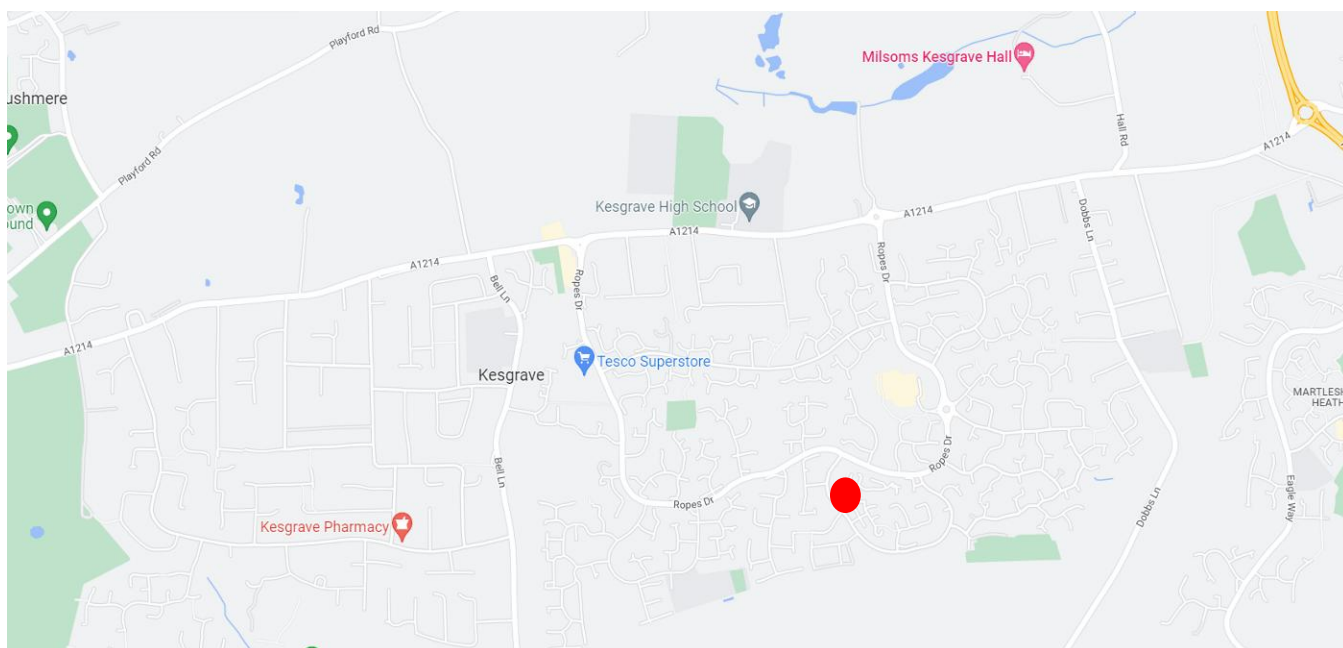 Playford Rd
Milsoms Kesgrave Hall
ushmere
Hall Rd
A1214
Playford Rd
own
und
Kesgrave High School
A1214
Dobbs Ln
A1214
Ropes Dr
A1214
Bell Ln
Ropes Dr
A1214
Tesco Superstore
Kesgrave
MARTLESH
HEATH
Ropes Dr
Bell Ln
Ropes Dr
Eagle Way
Dobbs Ln
Kesgrave Pharmacy